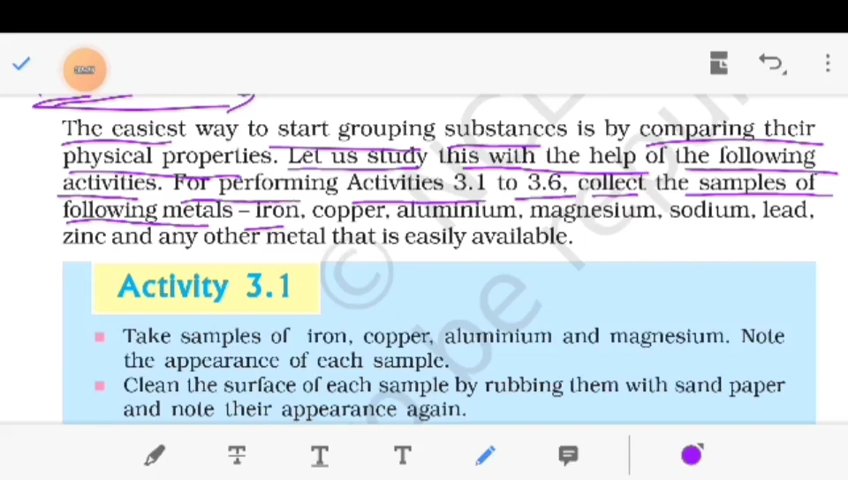 The easiest way to start grouping substances is by comparing their
physical properties. Let us study this with the help of the following
activities. For performing Activities 3.1 to 3.6, collect the samples of
following metals – iron, copper, aluminium, magnesium, sodium, lead,
zinc and any other metal that is easily available.
Activity 3.1
Take samples of iron, copper, aluminium and magnesium. Note
the appearance of each sample.
Clean the surface of each sample by rubbing them with sand paper
and note their appearance again.
T T T